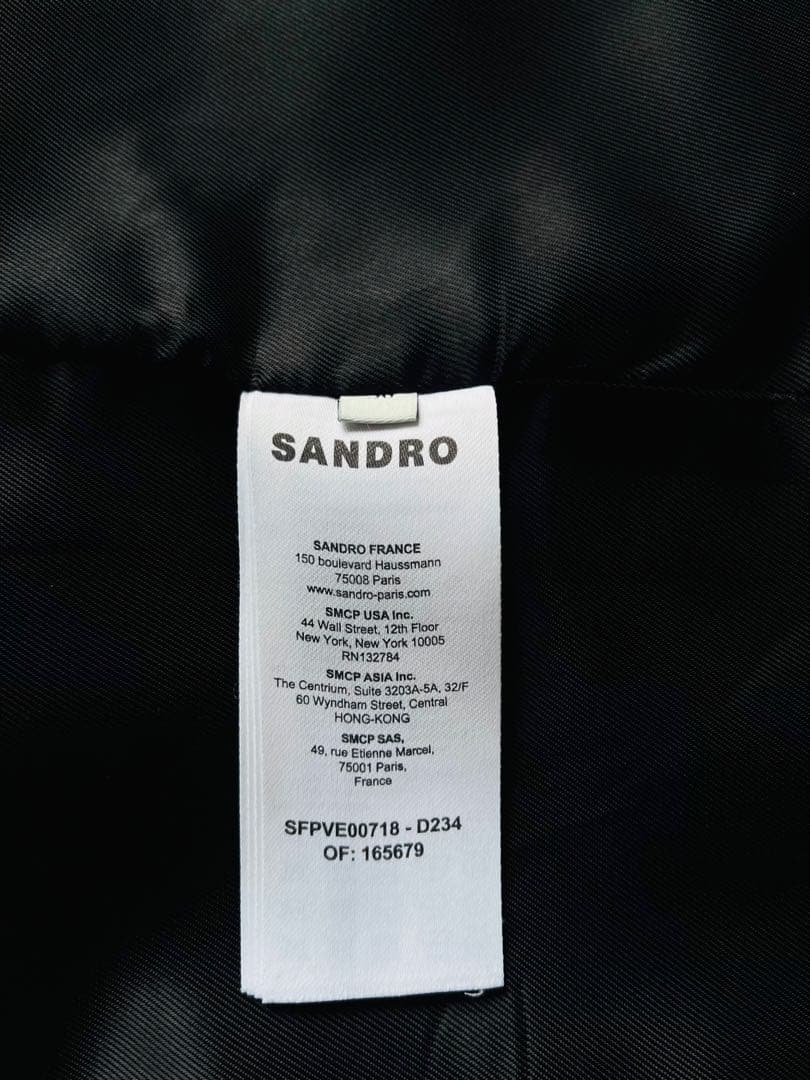 SANDRO
SANDRO FRANCE
150 boulevard Haussmann
75008 Paris
www.sandro-paris.com
SMCP USA Inc.
44 Wall Street, 12th Floor
New York, New York 10005
RN132784
SMCP ASIA Inc.
The Centrium, Suite 3203A-5A, 32/F
60 Wyndham Street, Central
HONG-KONG
SMCP SAS,
49, rue Etienne Marcel,
75001 Paris,
France
SFPVE00718 - D234
OF: 165679